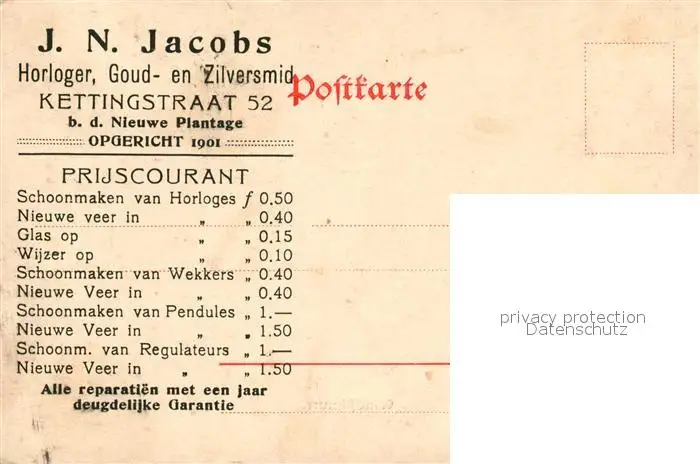 J. N. Jacobs
Horloger, Goud- en Zilversmid
KETTINGSTRAAT 52
b. d. Nieuwe Plantage
OPGERICHT 1901
Postkarte
PRIJSCOURANT
Schoonmaken van Horloges f 0.50
Nieuwe veer in „ „ 0.40
Glas op „ „ 0.15
Wijzer op „ „ 0.10
Schoonmaken van Wekkers „ 0.40
Nieuwe Veer in „ „ 0.40
Schoonmaken van Pendules „ 1.—
Nieuwe Veer in „ „ 1.50
Schoonm. van Regulateurs „ 1.—
Nieuwe Veer in „ „ 1.50
Alle reparatiën met een jaar
deugdelijke Garantie
privacy protection
Datenschutz